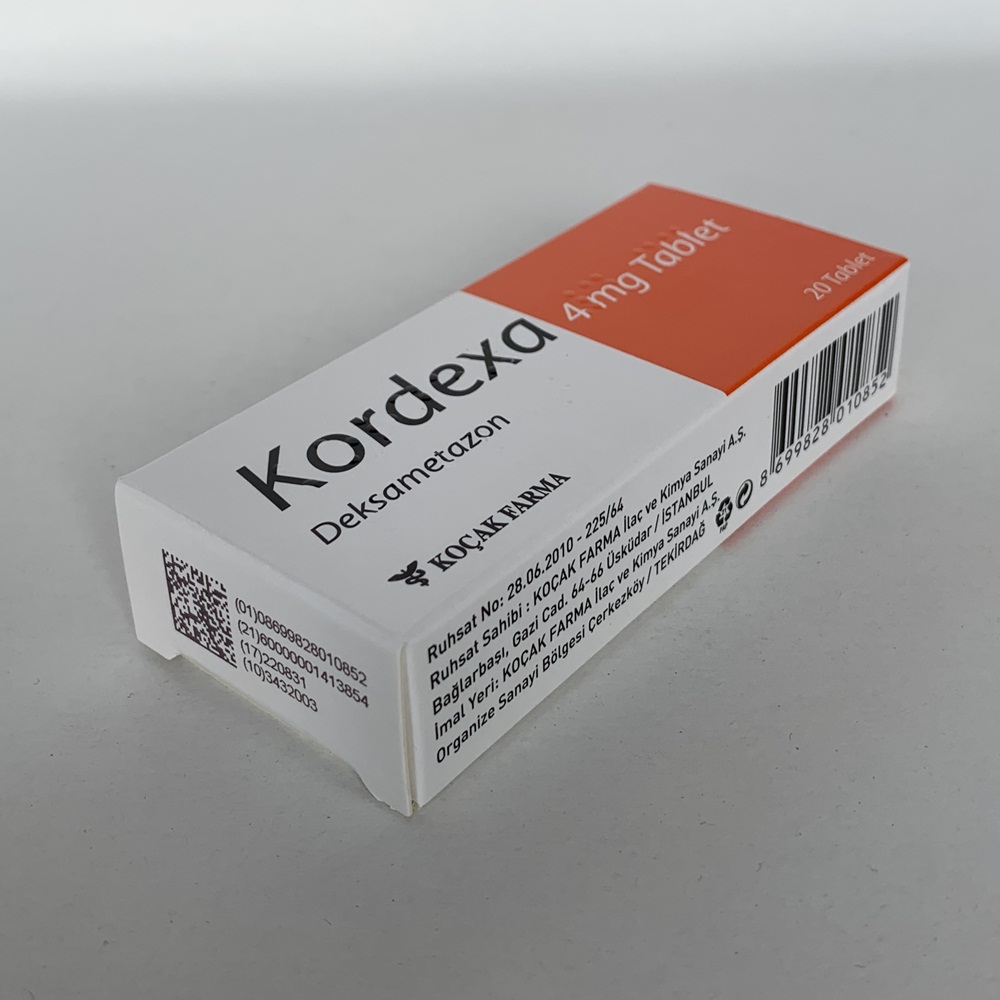 Kordexa
4 mg Tablet
Deksametazon
20 Tablet
KOÇAK FARMA
(01)08699828010852
(21)80000001413854
(17)220831
(10)3432003
Ruhsat No: 28.06.2010 - 225/64
Ruhsat Sahibi : KOÇAK FARMA İlaç ve Kimya Sanayi A.Ş.
Bağlarbaşı, Gazi Cad. 64-66 Üsküdar / İSTANBUL
İmal Yeri: KOÇAK FARMA İlaç ve Kimya Sanayi A.Ş.
Organize Sanayi Bölgesi Çerkezköy / TEKİRDAĞ
8 699828 010852